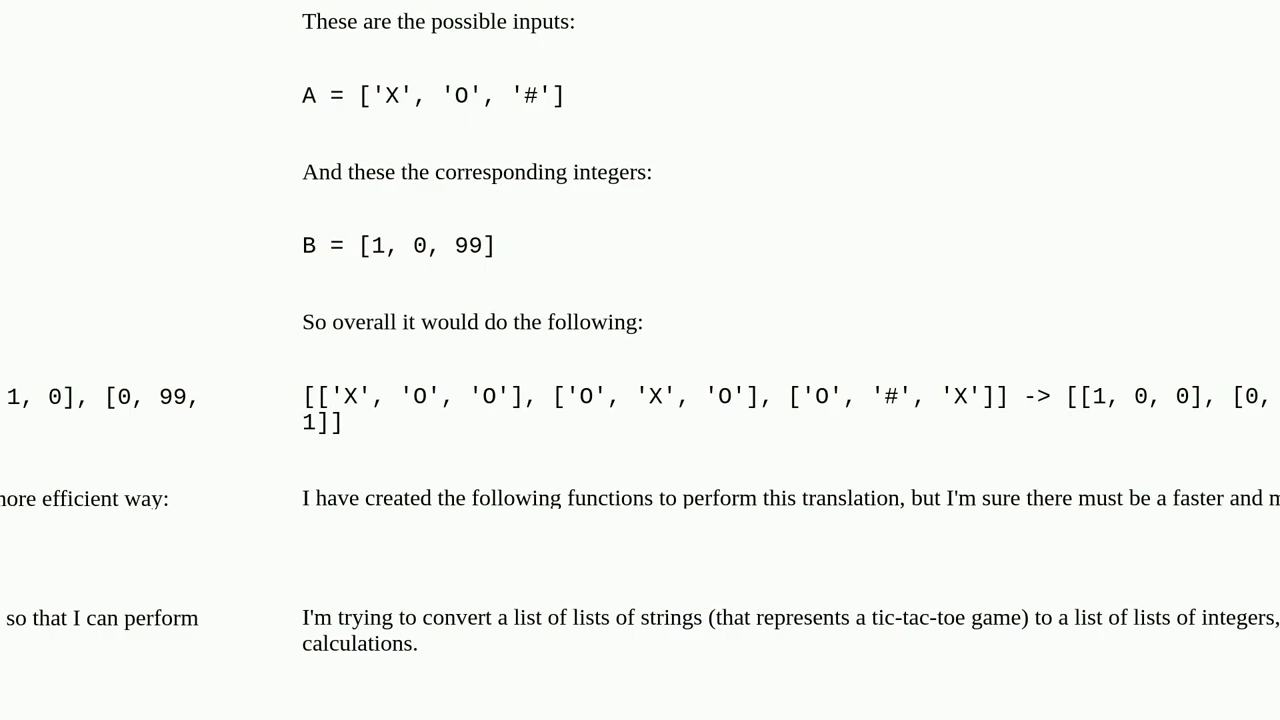 These are the possible inputs:
A = ['X', 'O', '#']
And these the corresponding integers:
B = [1, 0, 99]
So overall it would do the following:
1, 0], [0, 99,
[['X', 'O', 'O'], ['O', 'X', 'O'], ['O', '#', 'X']] -> [[1, 0, 0], [0,
1]]
efficient way:
I have created the following functions to perform this translation, but I'm sure there must be a faster and
so that I can perform
I'm trying to convert a list of lists of strings (that represents a tic-tac-toe game) to a list of lists of integers,
calculations.